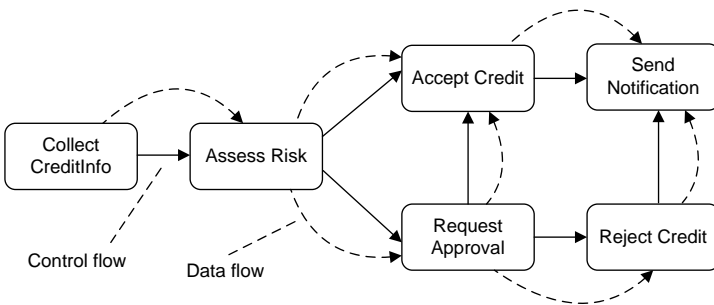 Collect
CreditInfo
Assess Risk
Accept Credit
Send
Notification
Request
Approval
Reject Credit
Control flow
Data flow